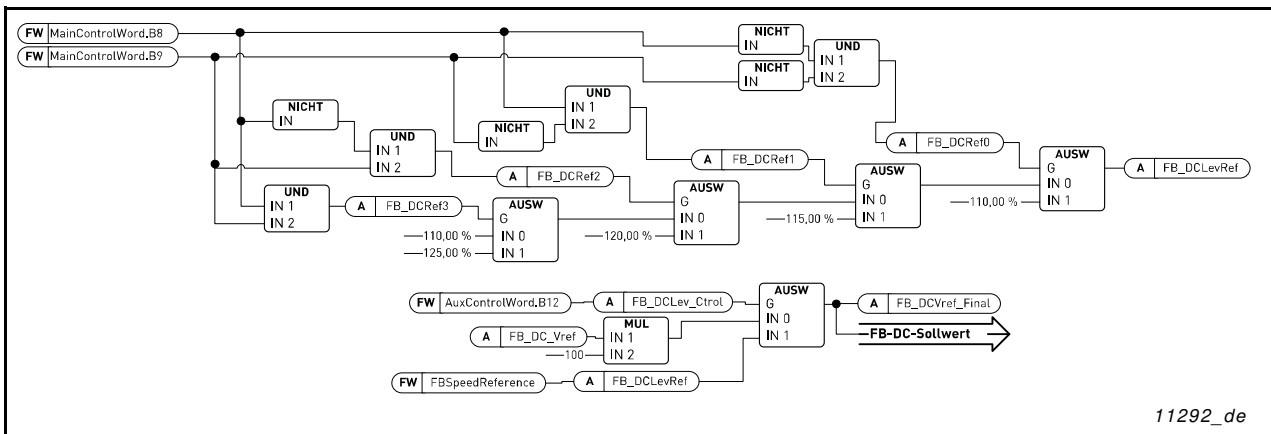 FW MainControlWord.B8
FW MainControlWord.B9
NICHT
IN
NICHT
IN
UND
IN 1
IN 2
NICHT
IN
UND
IN 1
IN 2
NICHT
IN
UND
IN 1
IN 2
A FB_DCRef0
A FB_DCRef1
A FB_DCRef2
UND
IN 1
IN 2
A FB_DCRef3
AUSW
G
IN 0
IN 1
110,00 %
125,00 %
AUSW
G
IN 0
IN 1
120,00 %
AUSW
G
IN 0
IN 1
115,00 %
AUSW
G
IN 0
IN 1
110,00 %
A FB_DCLevRef
FW AuxControlWord.B12
A FB_DCLev_Ctrol
AUSW
G
IN 0
IN 1
A FB_DCVref_Final
FB-DC-Sollwert
A FB_DC_Vref
100
MUL
IN 1
IN 2
FW FBSpeedReference
A FB_DCLevRef
11292_de